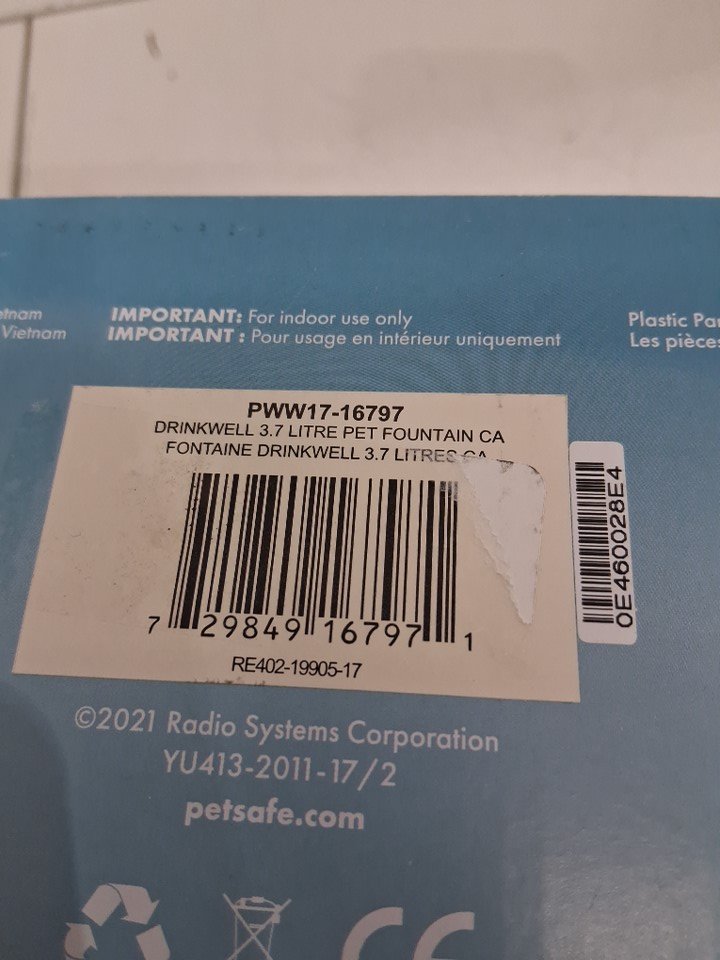 Vietnam
IMPORTANT: For indoor use only
IMPORTANT : Pour usage en intérieur uniquement
Plastic
Les pièces
PWW17-16797
DRINKWELL 3.7 LITRE PET FOUNTAIN CA
FONTAINE DRINKWELL 3.7 LITRES CA
7 29849 16797 1
RE402-19905-17
0E460028E4
©2021 Radio Systems Corporation
YU413-2011-17/2
petsafe.com
CE